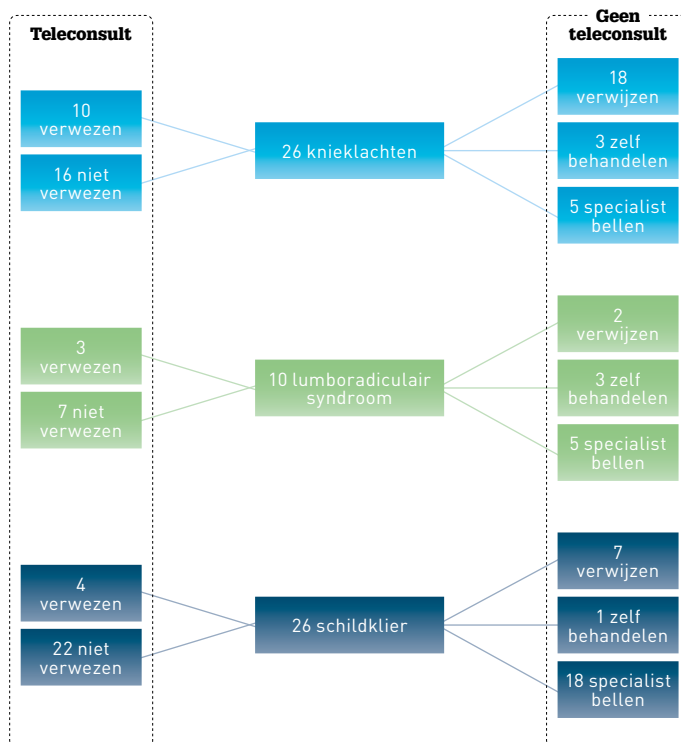 Teleconsult
Geen
teleconsult
10
verwezen
16 niet
verwezen
26 knieklachten
18
verwijzen
3 zelf
behandelen
5 specialist
bellen
3
verwezen
7 niet
verwezen
10 lumboradiculair
syndroom
2
verwijzen
3 zelf
behandelen
5 specialist
bellen
4
verwezen
22 niet
verwezen
26 schildklier
7
verwijzen
1 zelf
behandelen
18 specialist
bellen